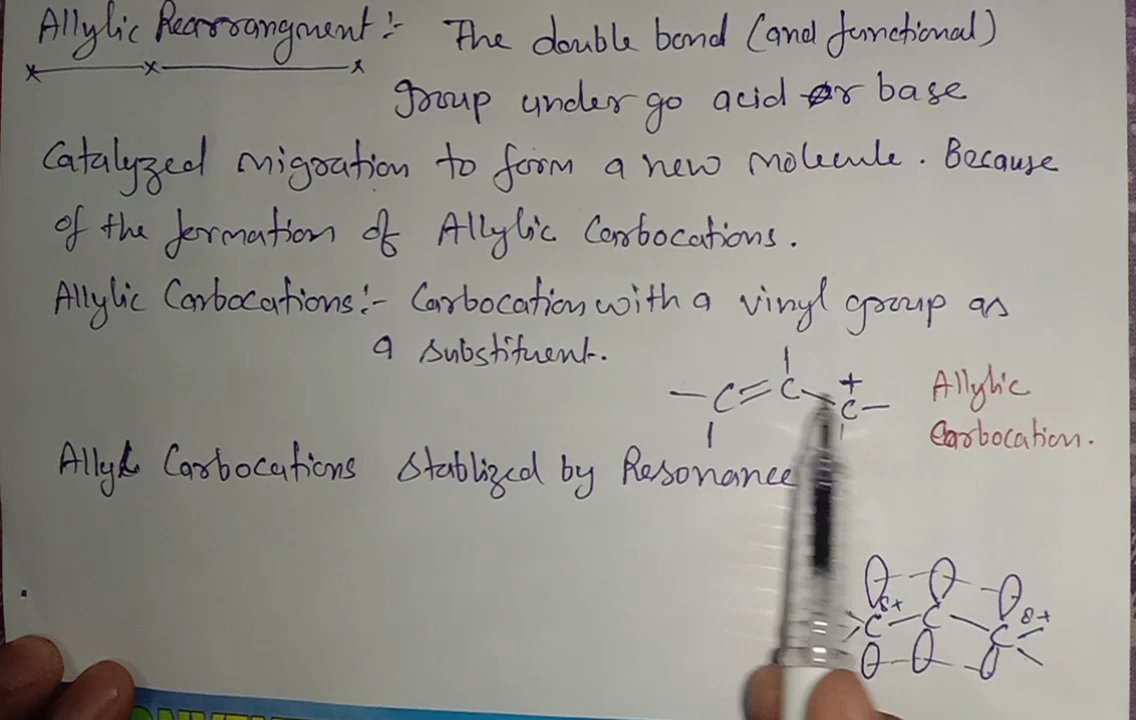 Allylic Rearrangment :- The double bond (and functional)
group under go acid or base
Catalyzed migration to form a new molecule. Because
of the formation of Allylic Carbocations.
Allylic Carbocations :- Carbocation with a vinyl group as
a substituent.
-C=C-C- + Allylic
Carbocation.
Allyl Carbocations Stablized by Resonance
C δ+ - C - C δ+